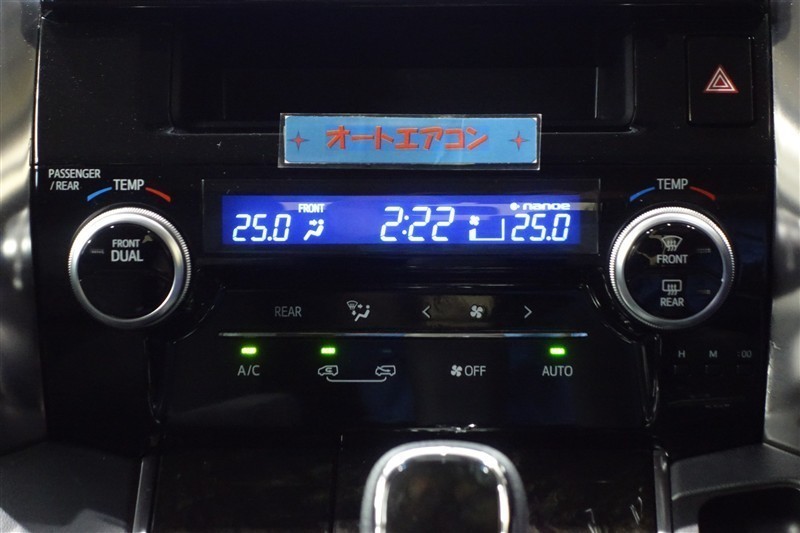 オートエアコン
PASSENGER
/REAR
TEMP
TEMP
FRONT
nanoe
25.0
2:22
25.0
FRONT
DUAL
FRONT
REAR
REAR
A/C
OFF
AUTO
H M :00